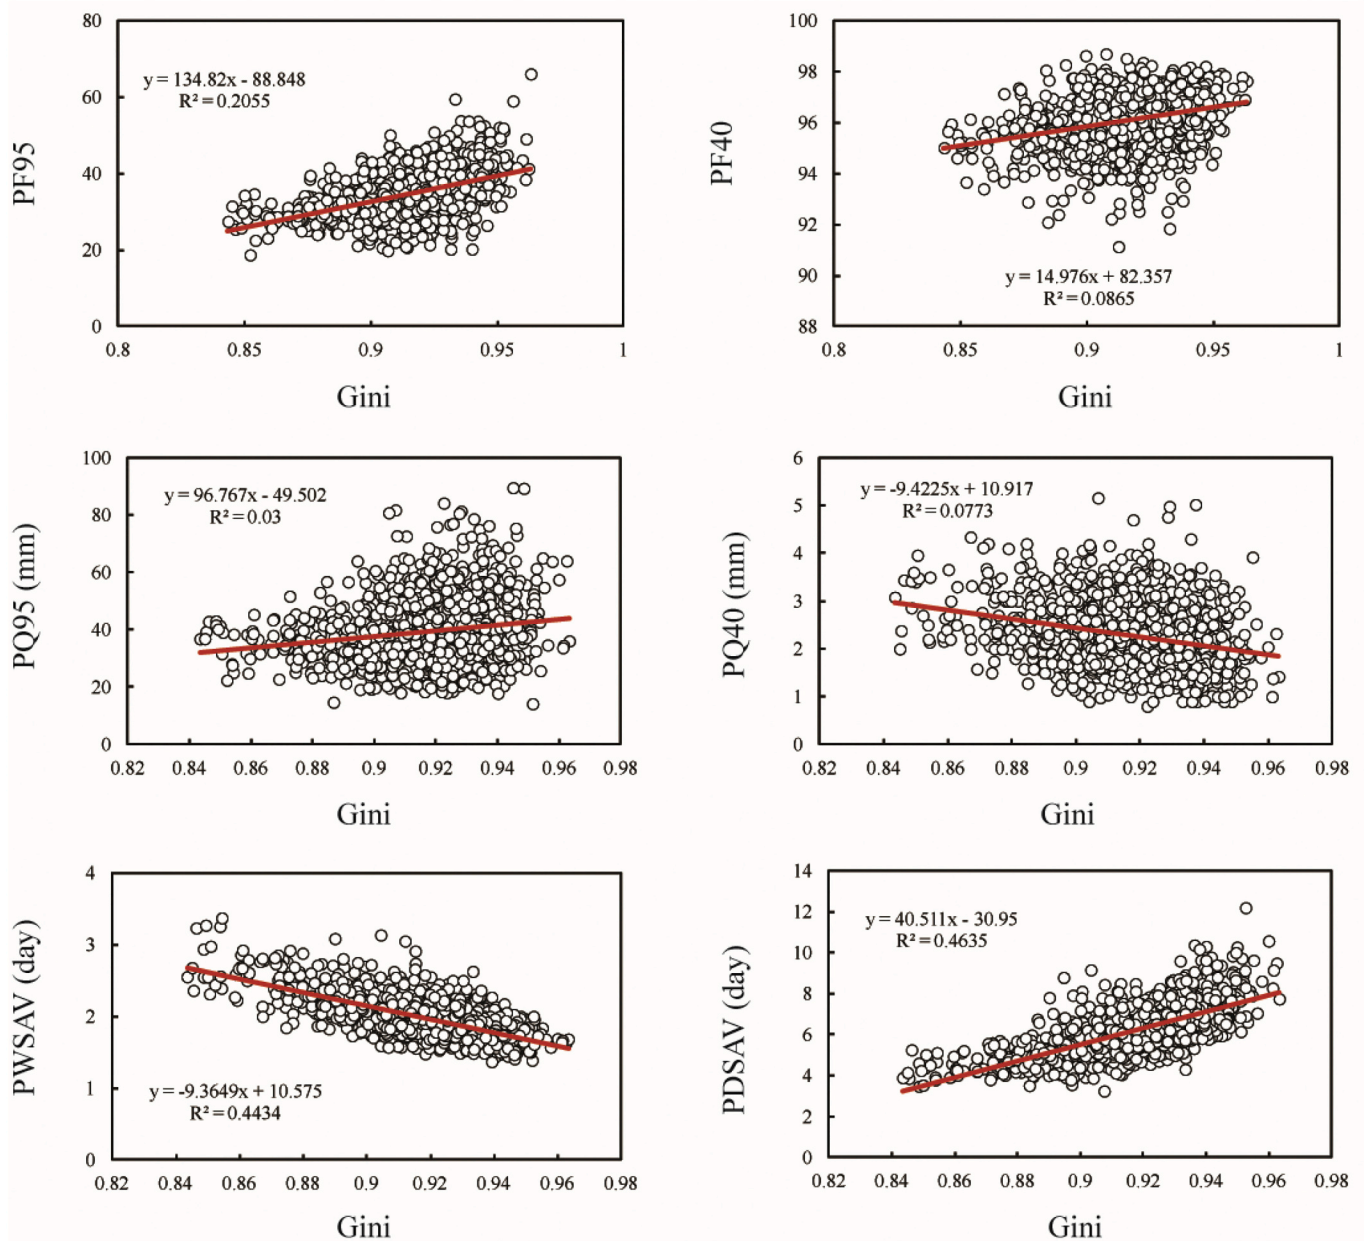 80
60
40
20
0
PF95
y = 134.82x - 88.848
R² = 0.2055
0.8 0.85 0.9 0.95 1
Gini
100
98
96
94
92
90
88
PF40
y = 14.976x + 82.357
R² = 0.0865
0.8 0.85 0.9 0.95 1
Gini
100
80
60
40
20
0
PQ95 (mm)
y = 96.767x - 49.502
R² = 0.03
0.82 0.84 0.86 0.88 0.9 0.92 0.94 0.96 0.98
Gini
6
5
4
3
2
1
0
PQ40 (mm)
y = -9.4225x + 10.917
R² = 0.0773
0.82 0.84 0.86 0.88 0.9 0.92 0.94 0.96 0.98
Gini
4
3
2
1
0
PWSAV (day)
y = -9.3649x + 10.575
R² = 0.4434
0.82 0.84 0.86 0.88 0.9 0.92 0.94 0.96 0.98
Gini
14
12
10
8
6
4
2
0
PDSAV (day)
y = 40.511x - 30.95
R² = 0.4635
0.82 0.84 0.86 0.88 0.9 0.92 0.94 0.96 0.98
Gini